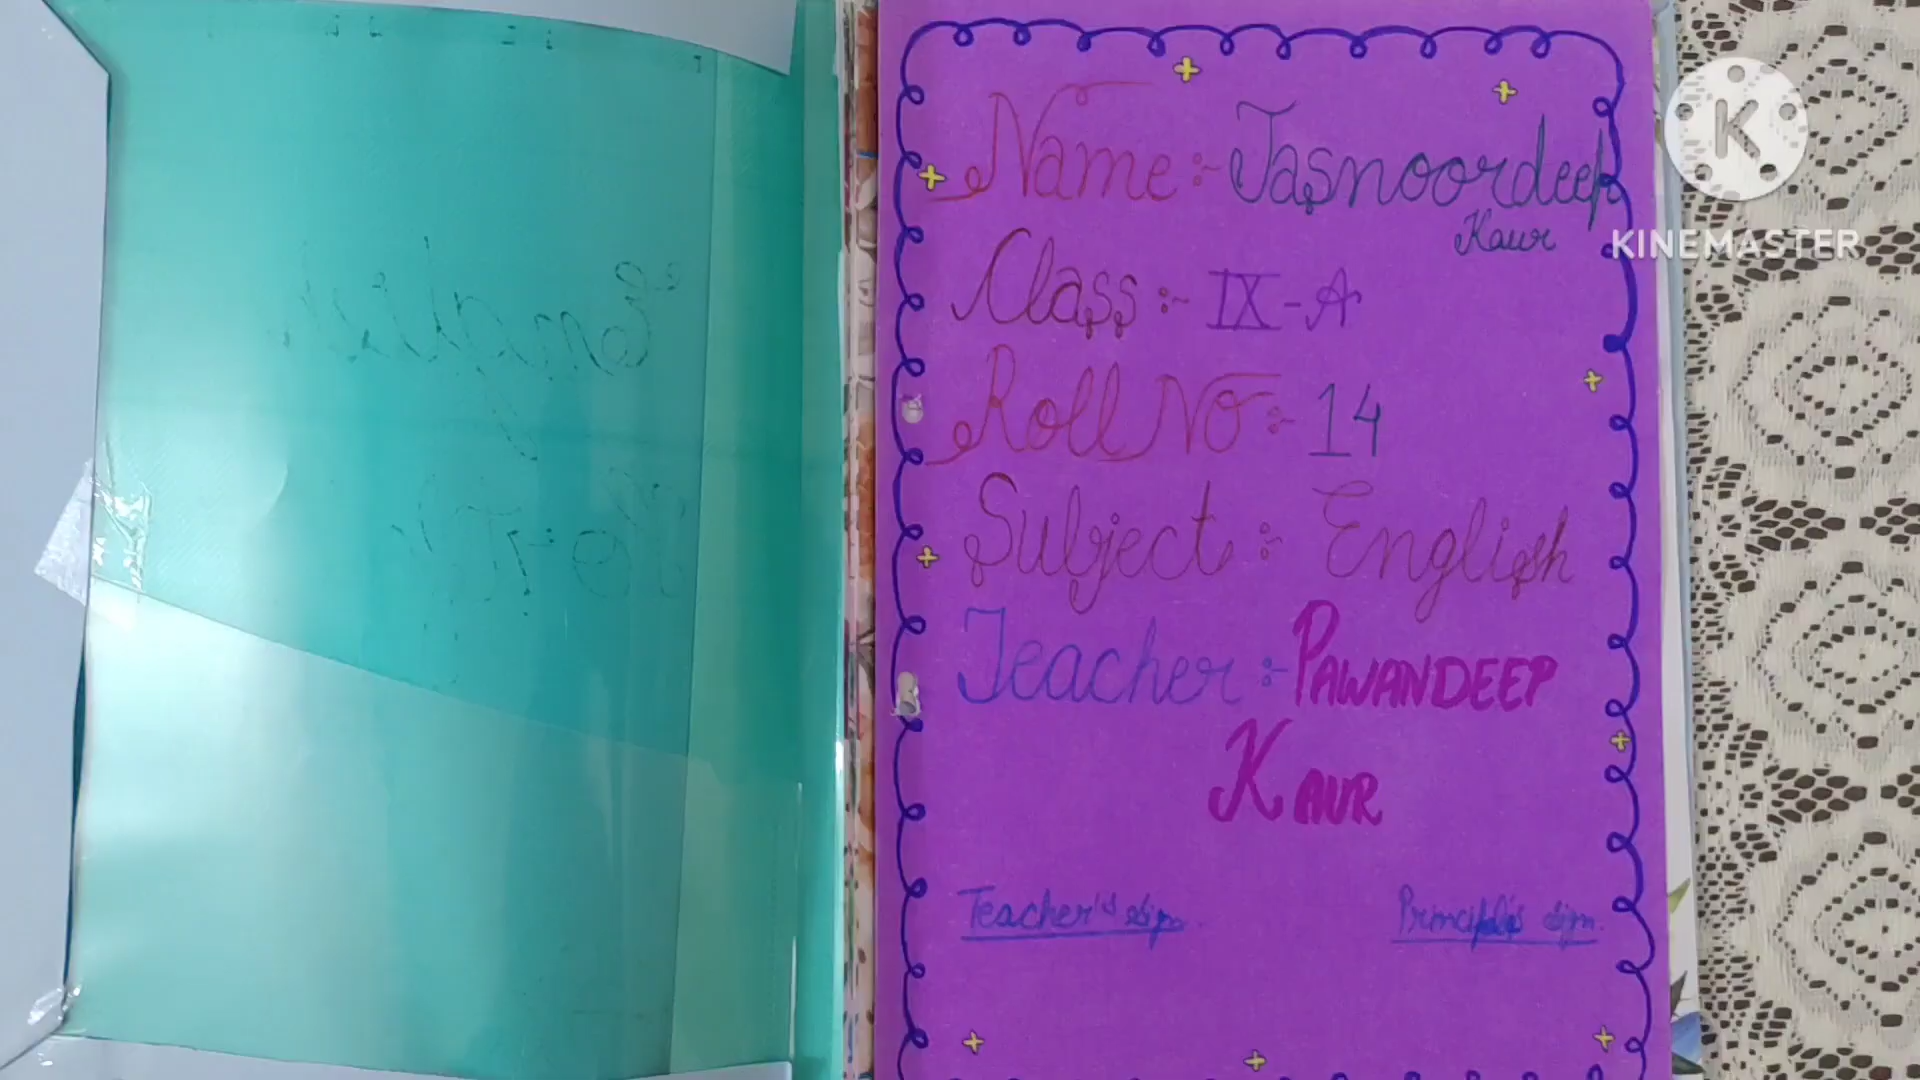 Name :- Jasnoordeep
Kaur
Class :- IX-A
Roll No :- 14
Subject :- English
Teacher :- PAWANDEEP
KAUR
Teacher's sign.
Principal's sign.
K
KINEMASTER